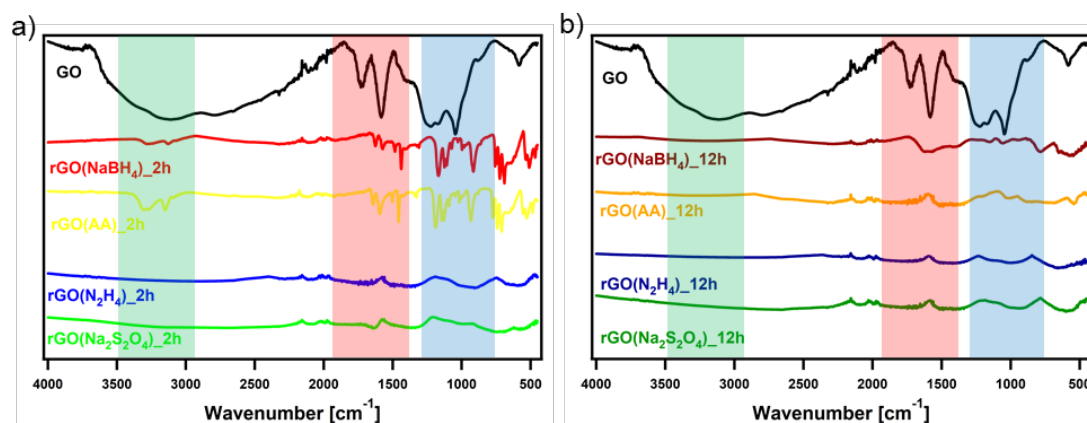 a)
GO
rGO(NaBH₄)_2h
rGO(AA)_2h
rGO(N₂H₄)_2h
rGO(Na₂S₂O₄)_2h
4000 3500 3000 2500 2000 1500 1000 500
Wavenumber [cm⁻¹]
b)
GO
rGO(NaBH₄)_12h
rGO(AA)_12h
rGO(N₂H₄)_12h
rGO(Na₂S₂O₄)_12h
4000 3500 3000 2500 2000 1500 1000 500
Wavenumber [cm⁻¹]